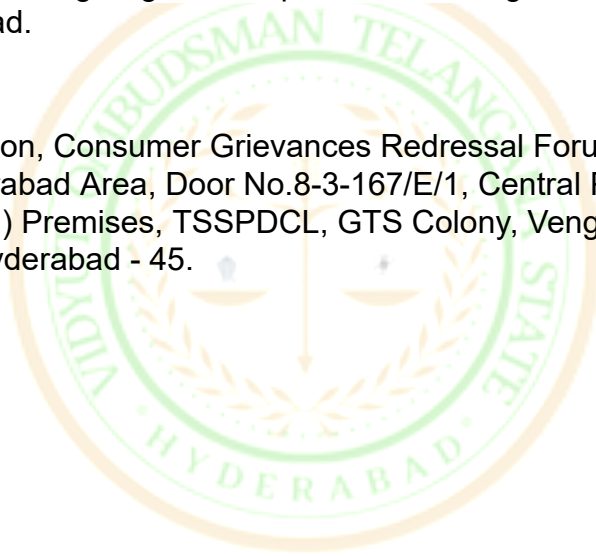 ad.
on, Consumer Grievances Redressal Foru
abad Area, Door No.8-3-167/E/1, Central
) Premises, TSSPDCL, GTS Colony, Veng
yderabad - 45.
VIDYUT OMBUDSMAN TELANGANA STATE
* HYDERABAD *